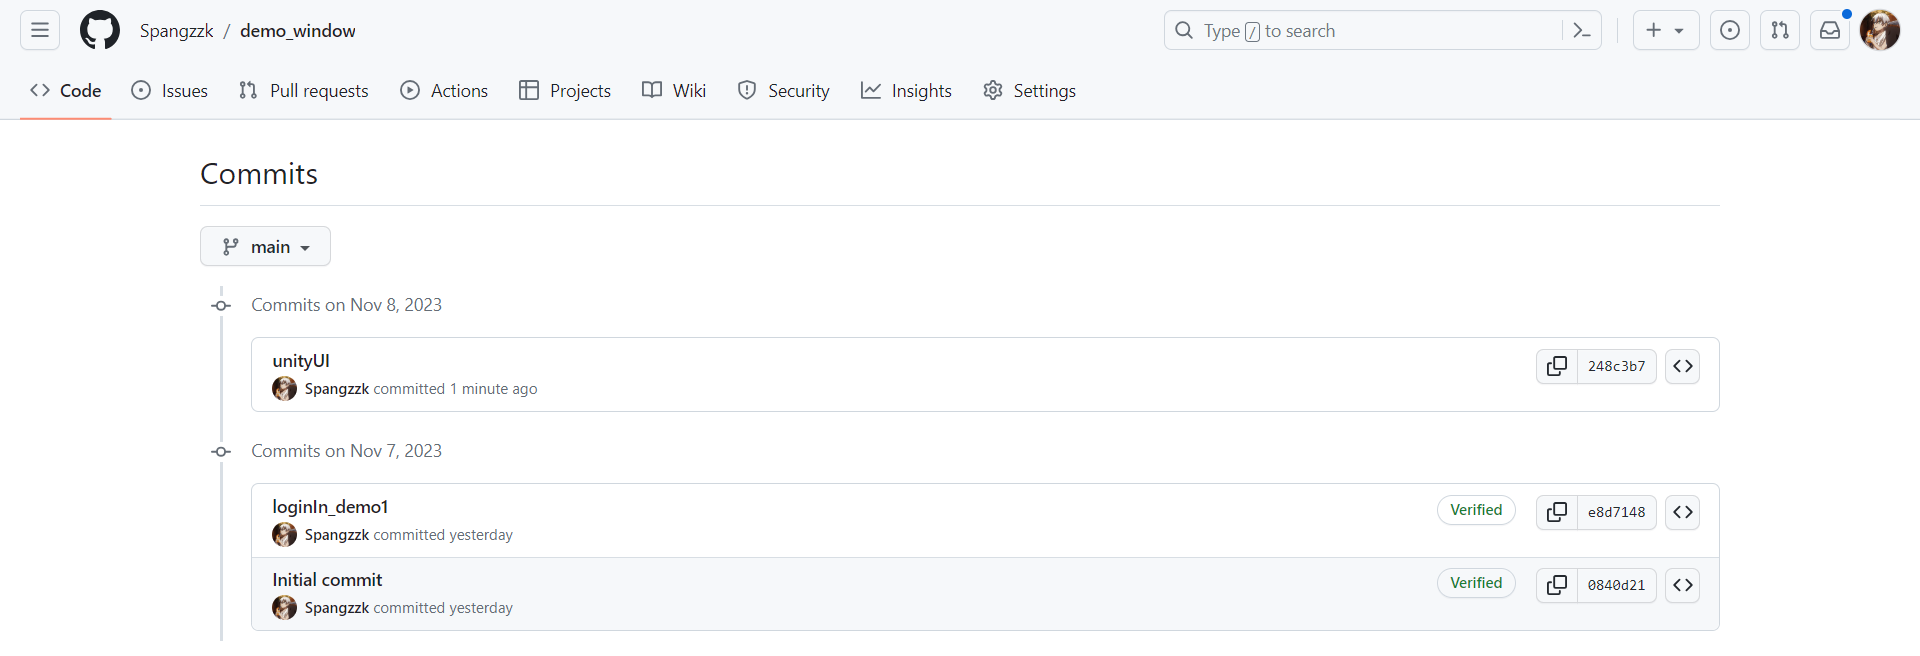 Spangzzk / demo_window
Type / to search
Code Issues Pull requests Actions Projects Wiki Security Insights Settings
Commits
main
Commits on Nov 8, 2023
unityUI
248c3b7
Spangzzk committed 1 minute ago
Commits on Nov 7, 2023
loginIn_demo1
Verified e8d7148
Spangzzk committed yesterday
Initial commit
Verified 0840d21
Spangzzk committed yesterday